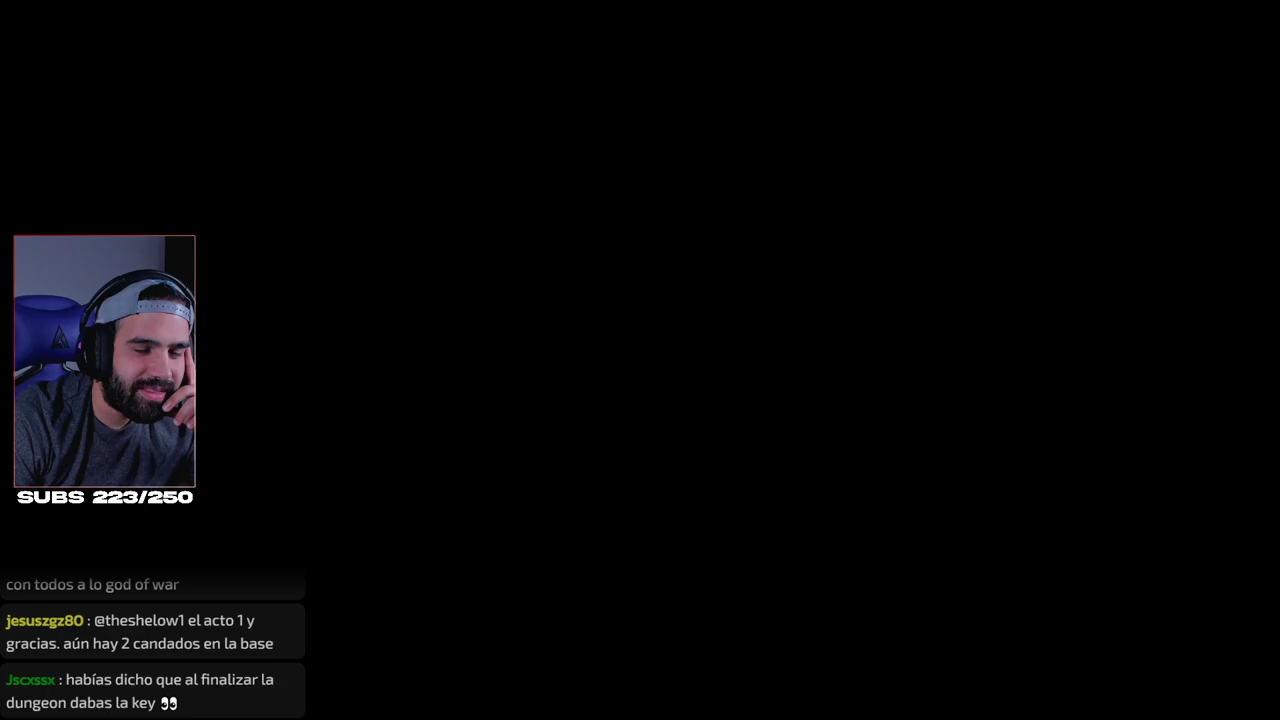 SUBS 223/250
con todos a lo god of war
jesuszgz80 : @theshelow1 el acto 1 y
gracias. aún hay 2 candados en la base
Jscxssx : habías dicho que al finalizar la
dungeon dabas la key 👀